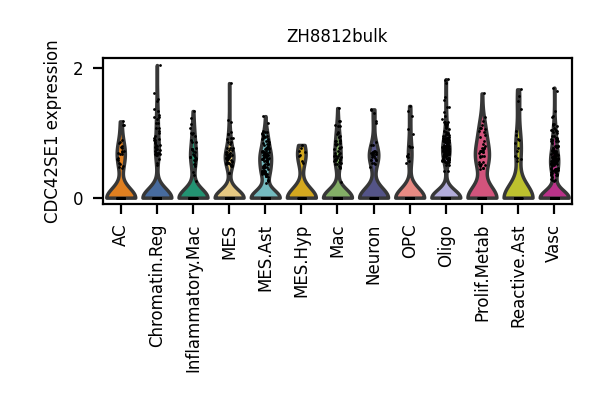 ZH8812bulk
CDC42SE1 expression
2
0
AC
Chromatin.Reg
Inflammatory.Mac
MES
MES.Ast
MES.Hyp
Mac
Neuron
OPC
Oligo
Prolif.Metab
Reactive.Ast
Vasc